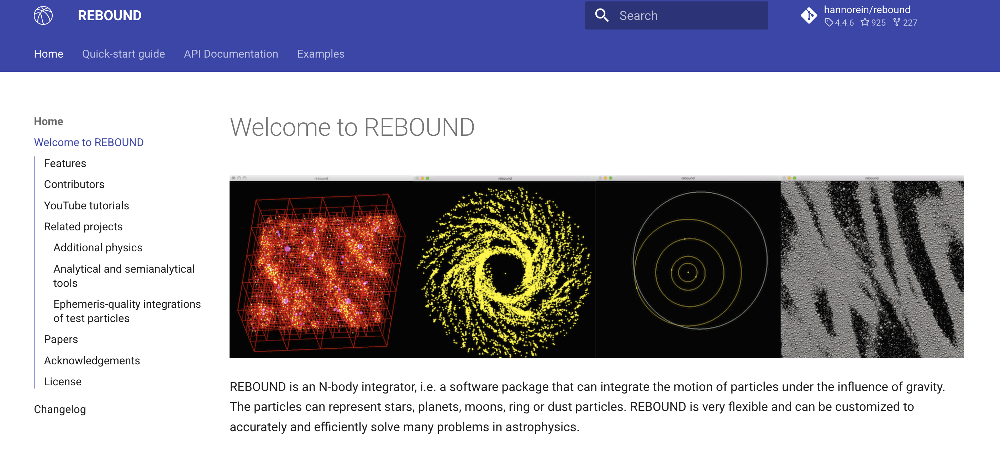 REBOUND
Search
hannorein/rebound
4.4.6 925 227
Home Quick-start guide API Documentation Examples
Home
Welcome to REBOUND
Features
Contributors
YouTube tutorials
Related projects
Additional physics
Analytical and semianalytical
tools
Ephemeris-quality integrations
of test particles
Papers
Acknowledgements
License
Changelog
Welcome to REBOUND
rebound rebound rebound rebound
REBOUND is an N-body integrator, i.e. a software package that can integrate the motion of particles under the influence of gravity.
The particles can represent stars, planets, moons, ring or dust particles. REBOUND is very flexible and can be customized to
accurately and efficiently solve many problems in astrophysics.